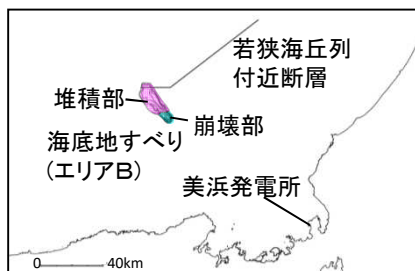 若狭海丘列
付近断層
堆積部
崩壊部
海底地すべり
(エリアB)
美浜発電所
0 40km